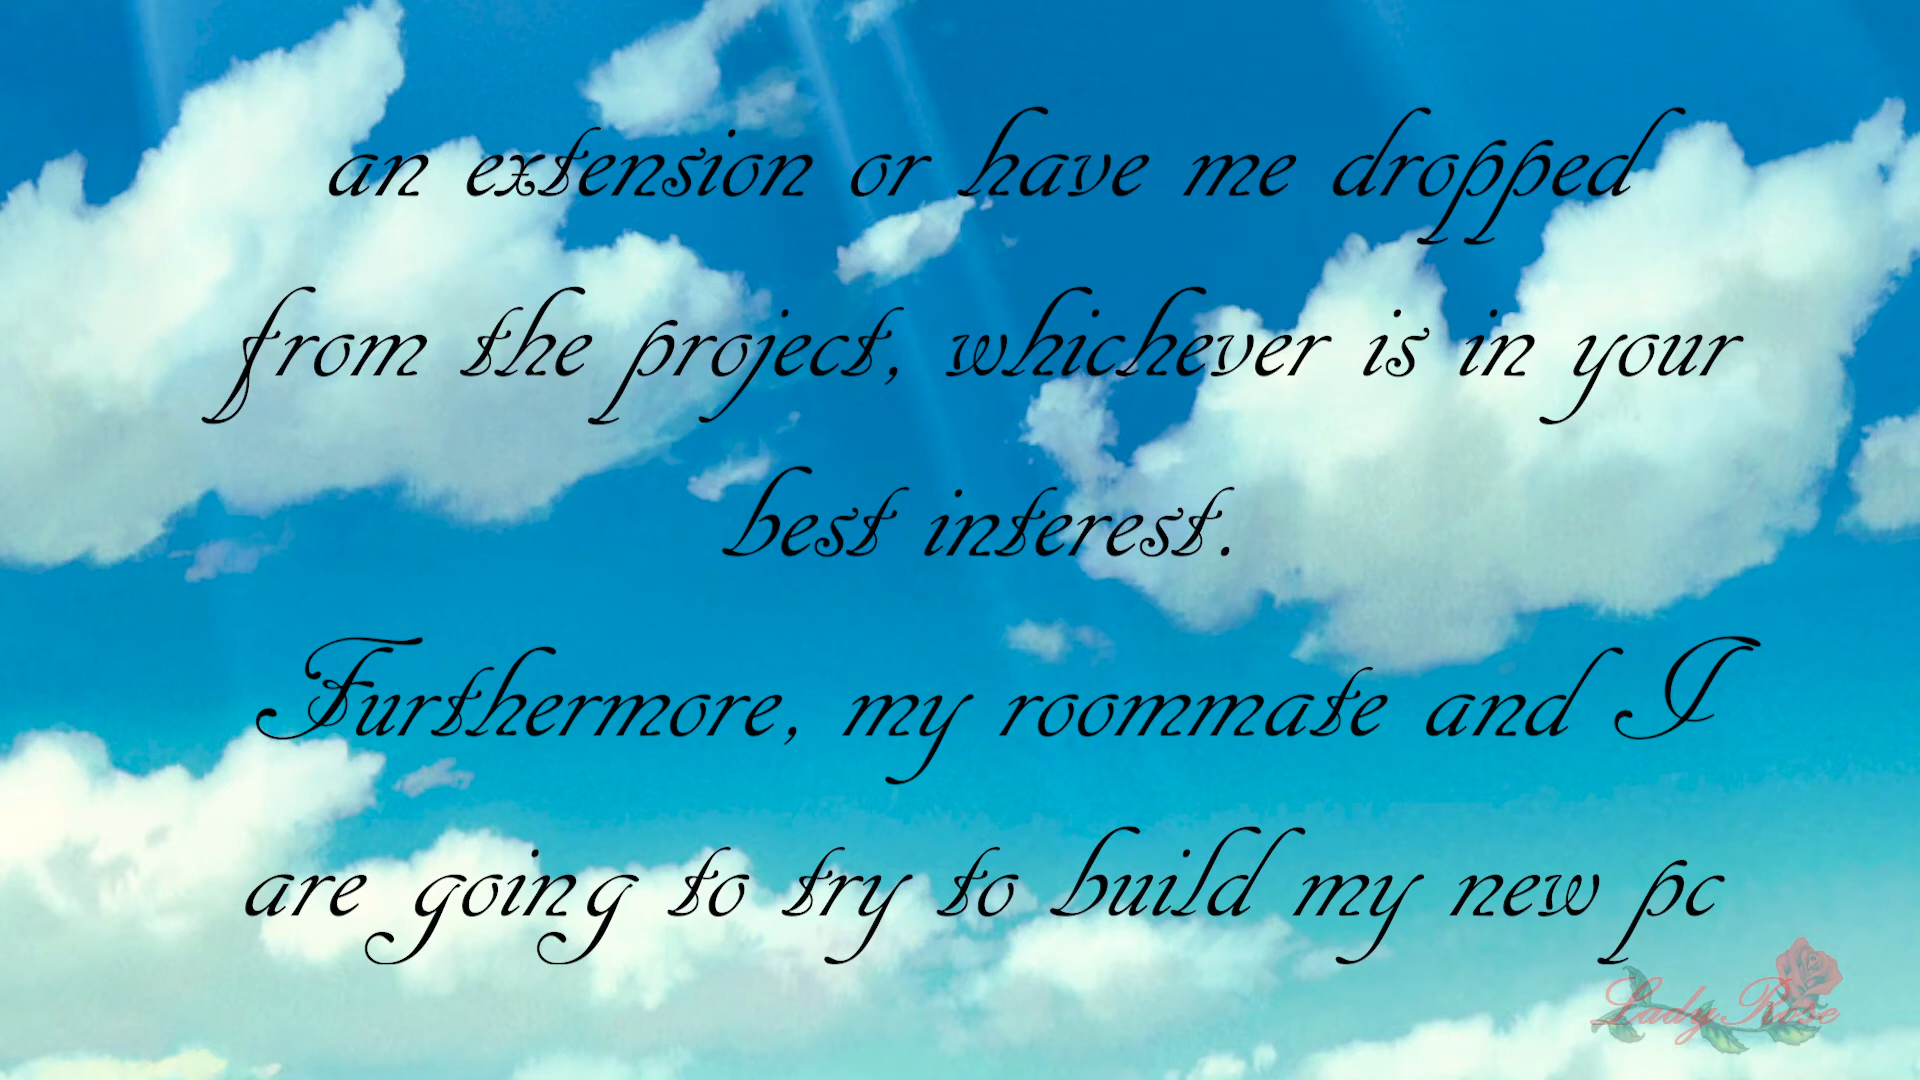 an extension or have me dropped
from the project, whichever is in your
best interest.
Furthermore, my roommate and I
are going to try to build my new pc
Lady Rose